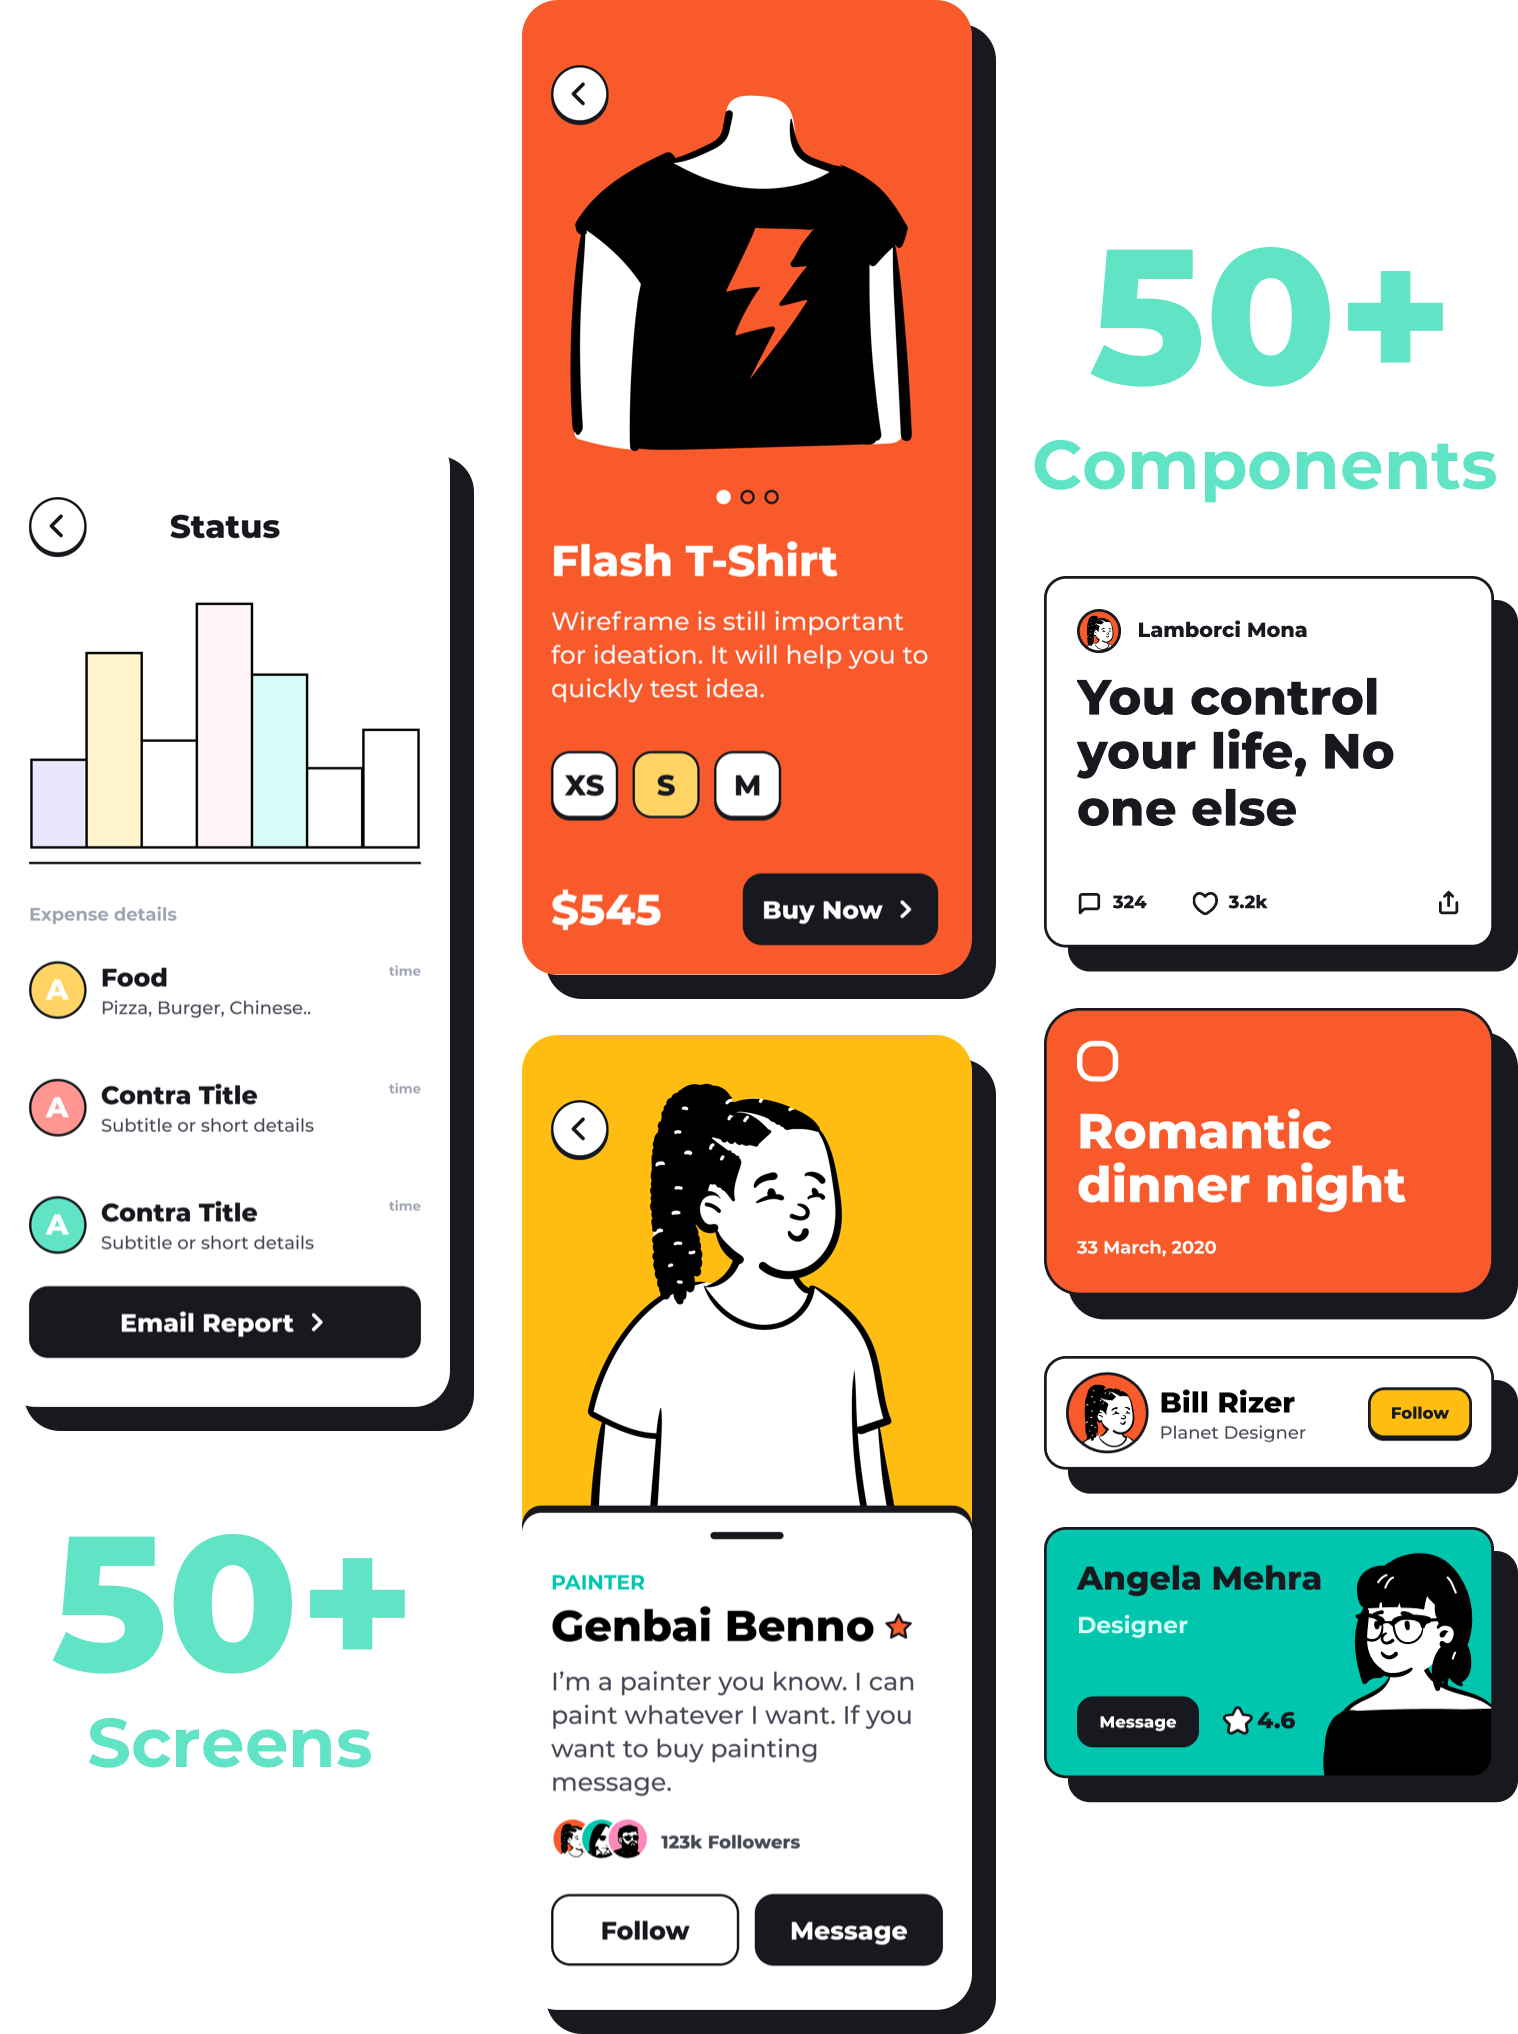 Status
Expense details
A
Food
time
Pizza, Burger, Chinese..
A
Contra Title
time
Subtitle or short details
A
Contra Title
time
Subtitle or short details
Email Report
50+
Screens
Flash T-Shirt
Wireframe is still important
for ideation. It will help you to
quickly test idea.
XS S M
$545
Buy Now
PAINTER
Genbai Benno
I'm a painter you know. I can
paint whatever I want. If you
want to buy painting
message.
123k Followers
Follow
Message
50+
Components
Lamborci Mona
You control
your life, No
one else
324
3.2k
Romantic
dinner night
33 March, 2020
Bill Rizer
Planet Designer
Follow
Angela Mehra
Designer
Message
4.6